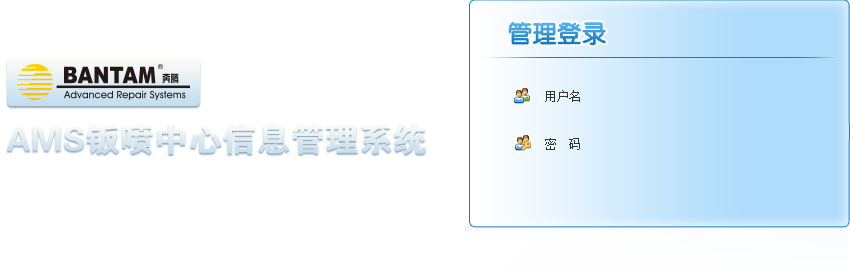 BANTAM® 奔腾
Advanced Repair Systems
AMS钣喷中心信息管理系统
管理登录
用户名
密 码